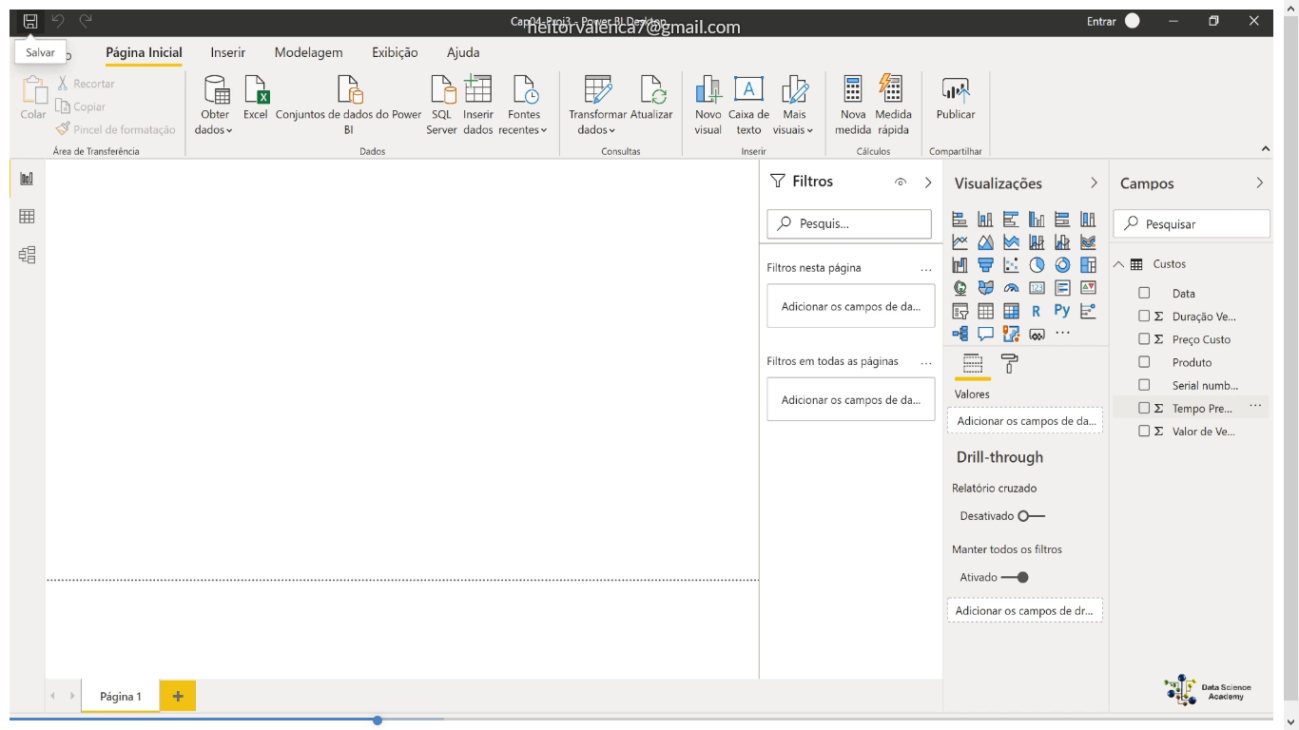 Cap04-Proj3 - Power BI Desktop
heitorvalenca7@gmail.com
Entrar
Salvar
Página Inicial
Inserir
Modelagem
Exibição
Ajuda
Colar
Recortar
Copiar
Pincel de formatação
Área de Transferência
Obter
dados
Excel
Conjuntos de dados do Power
BI
SQL
Server
Inserir
dados
Fontes
recentes
Dados
Transformar
dados
Atualizar
Consultas
Novo
visual
Caixa de
texto
Mais
visuais
Inserir
Nova
medida
Medida
rápida
Cálculos
Publicar
Compartilhar
Filtros
Pesquis...
Filtros nesta página
...
Adicionar os campos de da...
Filtros em todas as páginas
...
Adicionar os campos de da...
Visualizações
123
R
Py
...
Valores
Adicionar os campos de da...
Drill-through
Relatório cruzado
Desativado
Manter todos os filtros
Ativado
Adicionar os campos de dr...
Campos
Pesquisar
Custos
Data
Σ Duração Ve...
Σ Preço Custo
Produto
Serial numb...
Σ Tempo Pre... ...
Σ Valor de Ve...
Página 1
+
Data Science
Academy